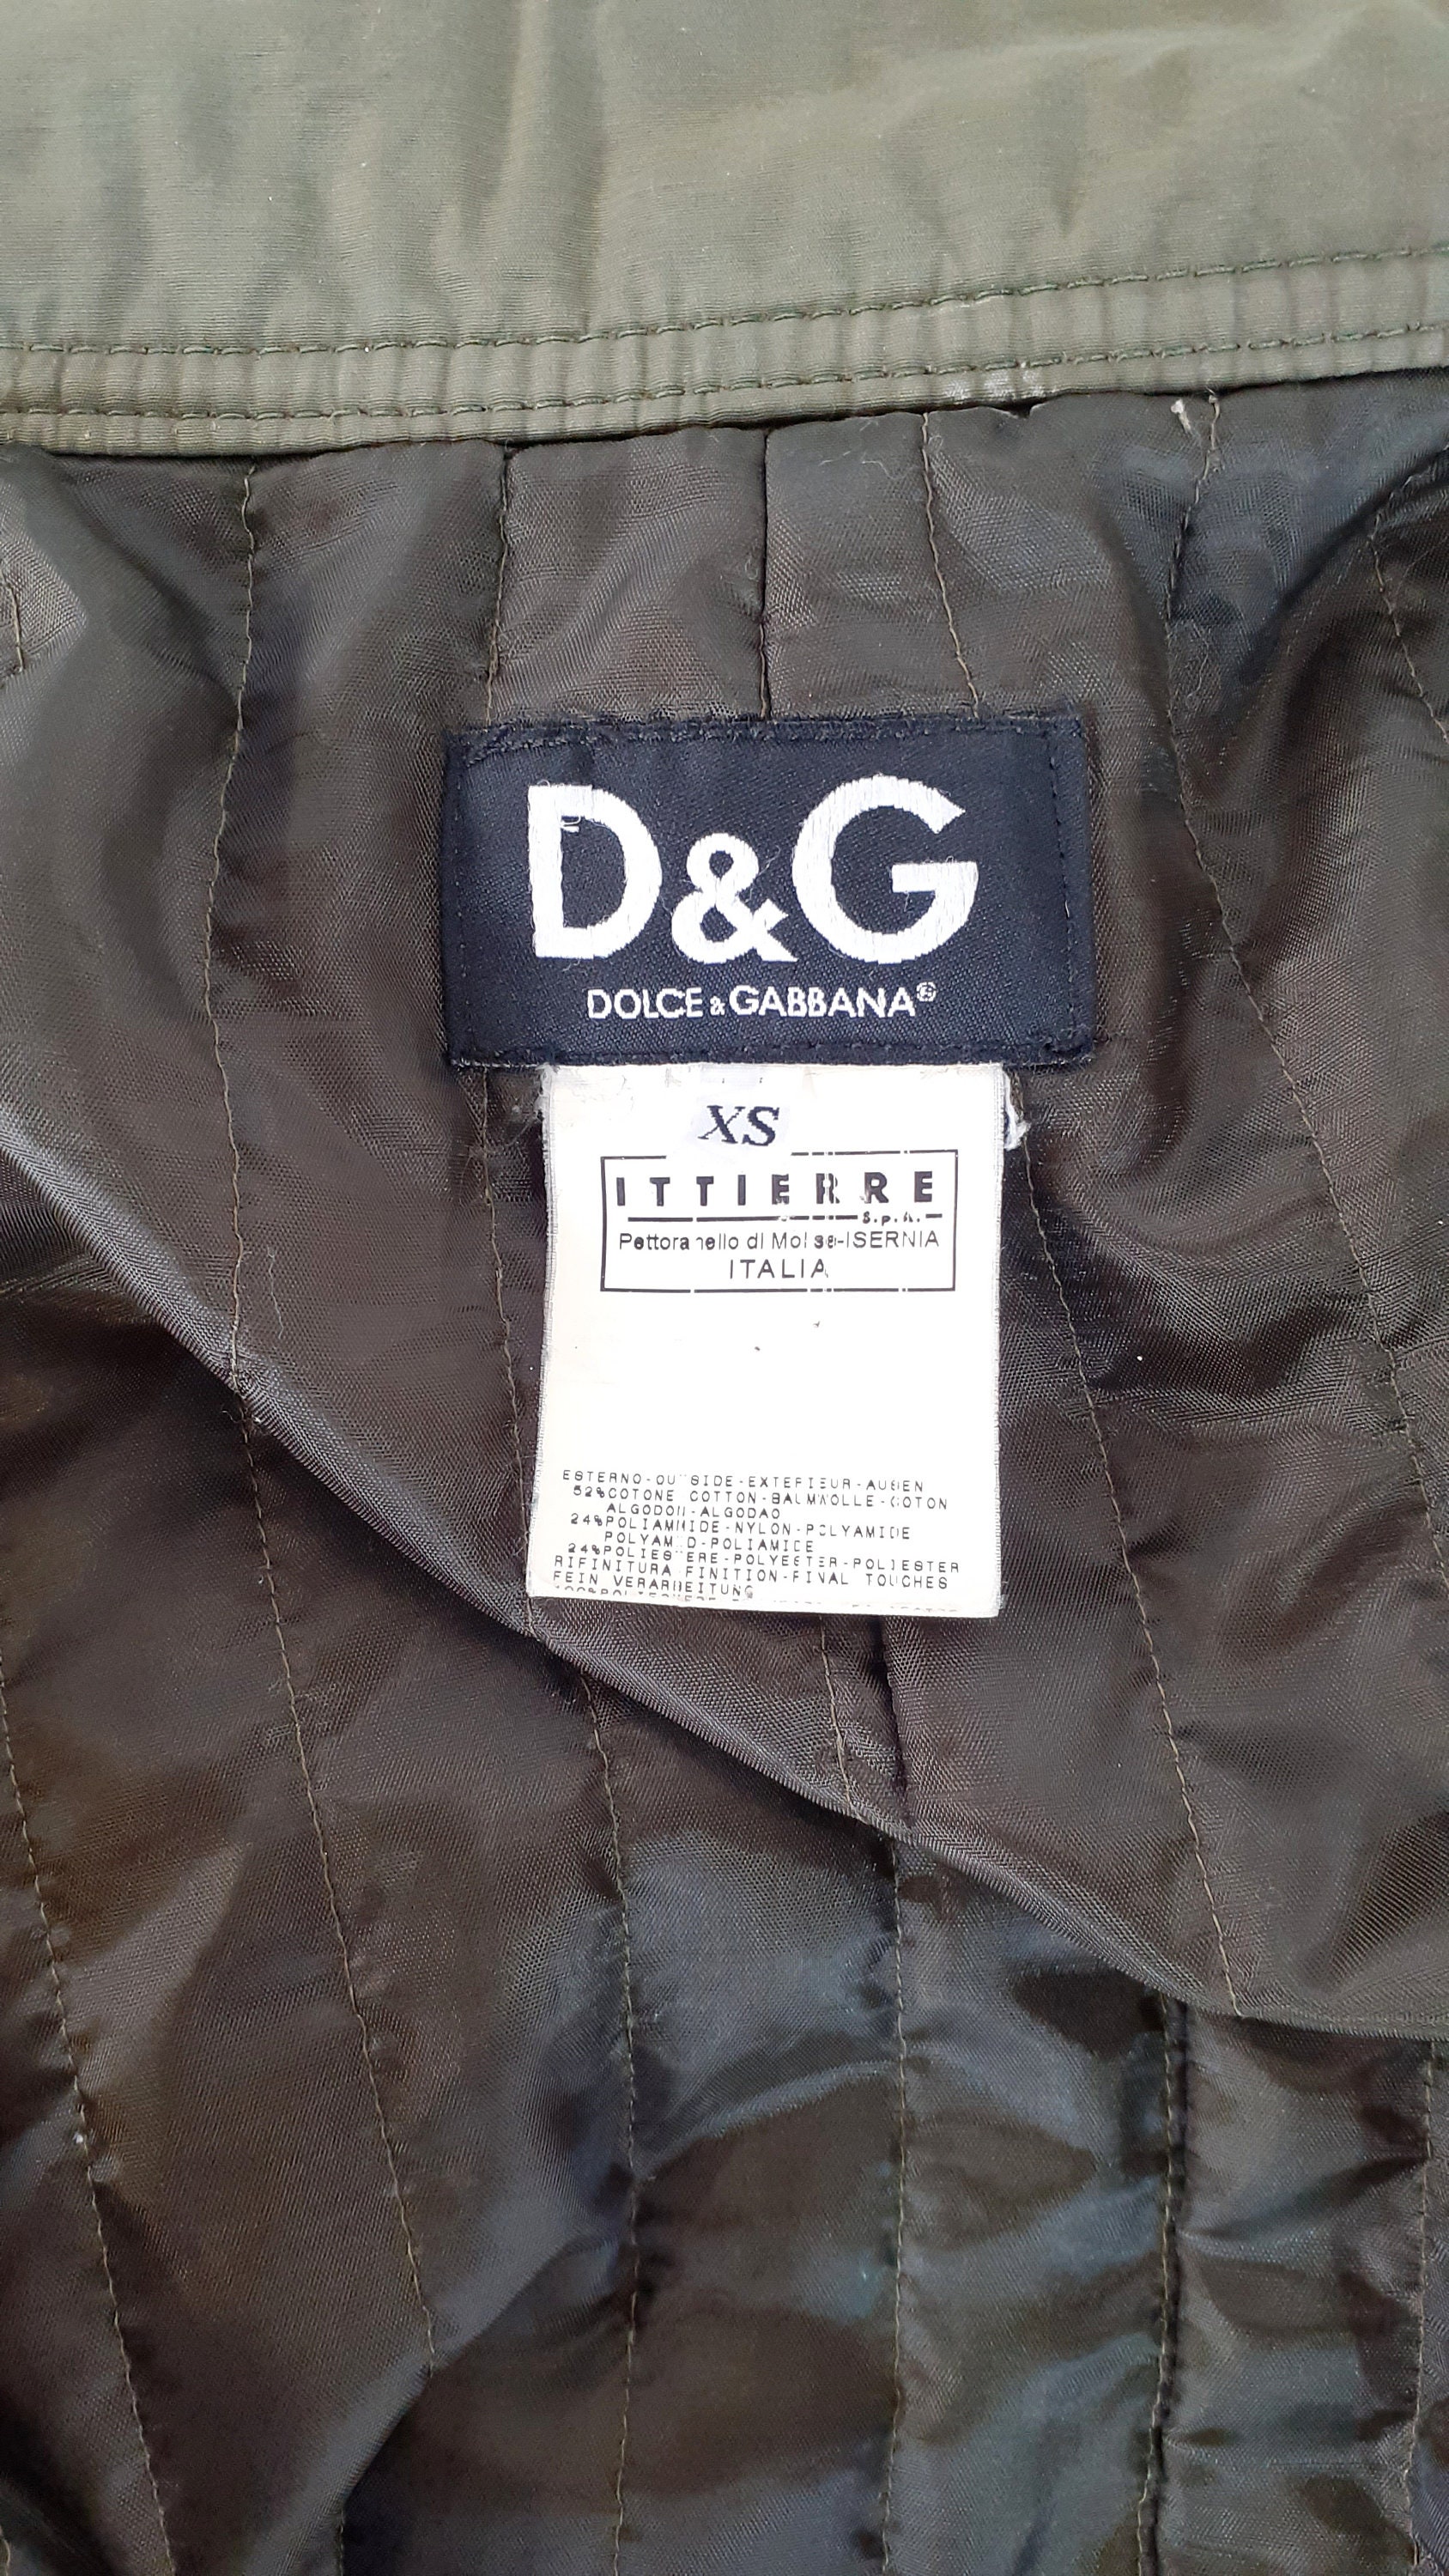 D&G
DOLCE & GABBANA®
XS
ITTIERRE
S.p.A.
Pettoranello di Molise-ISERNIA
ITALIA
ESTERNO-OUTSIDE-EXTERIEUR-AUSEN
52%COTONE COTTON-BAUMWOLLE-COTON
ALGODON-ALGODAO
24%POLIAMMIDE-NYLON-POLYAMIDE
POLYAMID-POLIAMIDE
24%POLIESTERE-POLYESTER-POLIESTER
RIFINITURA FINITION-FINAL TOUCHES
FEIN VERARBEITUNG